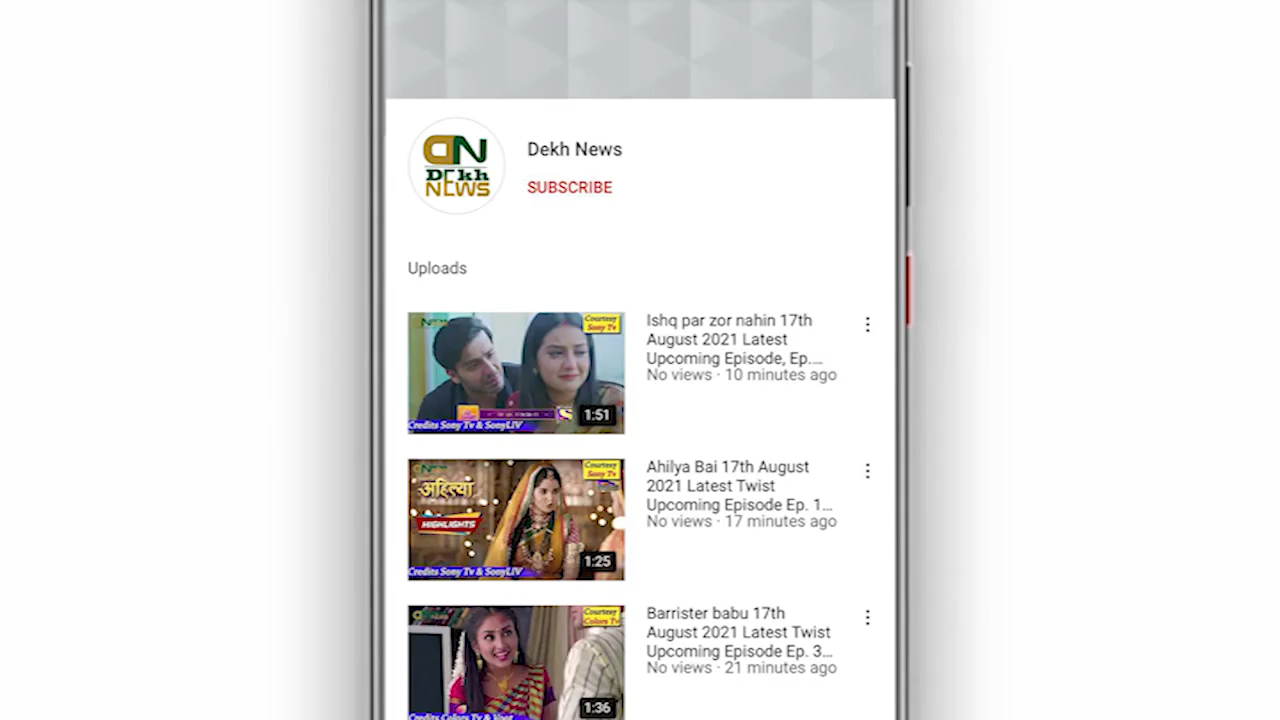 DN
Dekh
NEWS
Dekh News
SUBSCRIBE
Uploads
Courtesy
Sony Tv
Credits Sony Tv & SonyLIV
1:51
Ishq par zor nahin 17th
August 2021 Latest
Upcoming Episode, Ep....
No views · 10 minutes ago
Courtesy
Sony Tv
अहिल्या
HIGHLIGHTS
Credits Sony Tv & SonyLIV
1:25
Ahilya Bai 17th August
2021 Latest Twist
Upcoming Episode Ep. 1...
No views · 17 minutes ago
Courtesy
Colors Tv
Credits Colors Tv & Voot
1:36
Barrister babu 17th
August 2021 Latest Twist
Upcoming Episode Ep. 3...
No views · 21 minutes ago